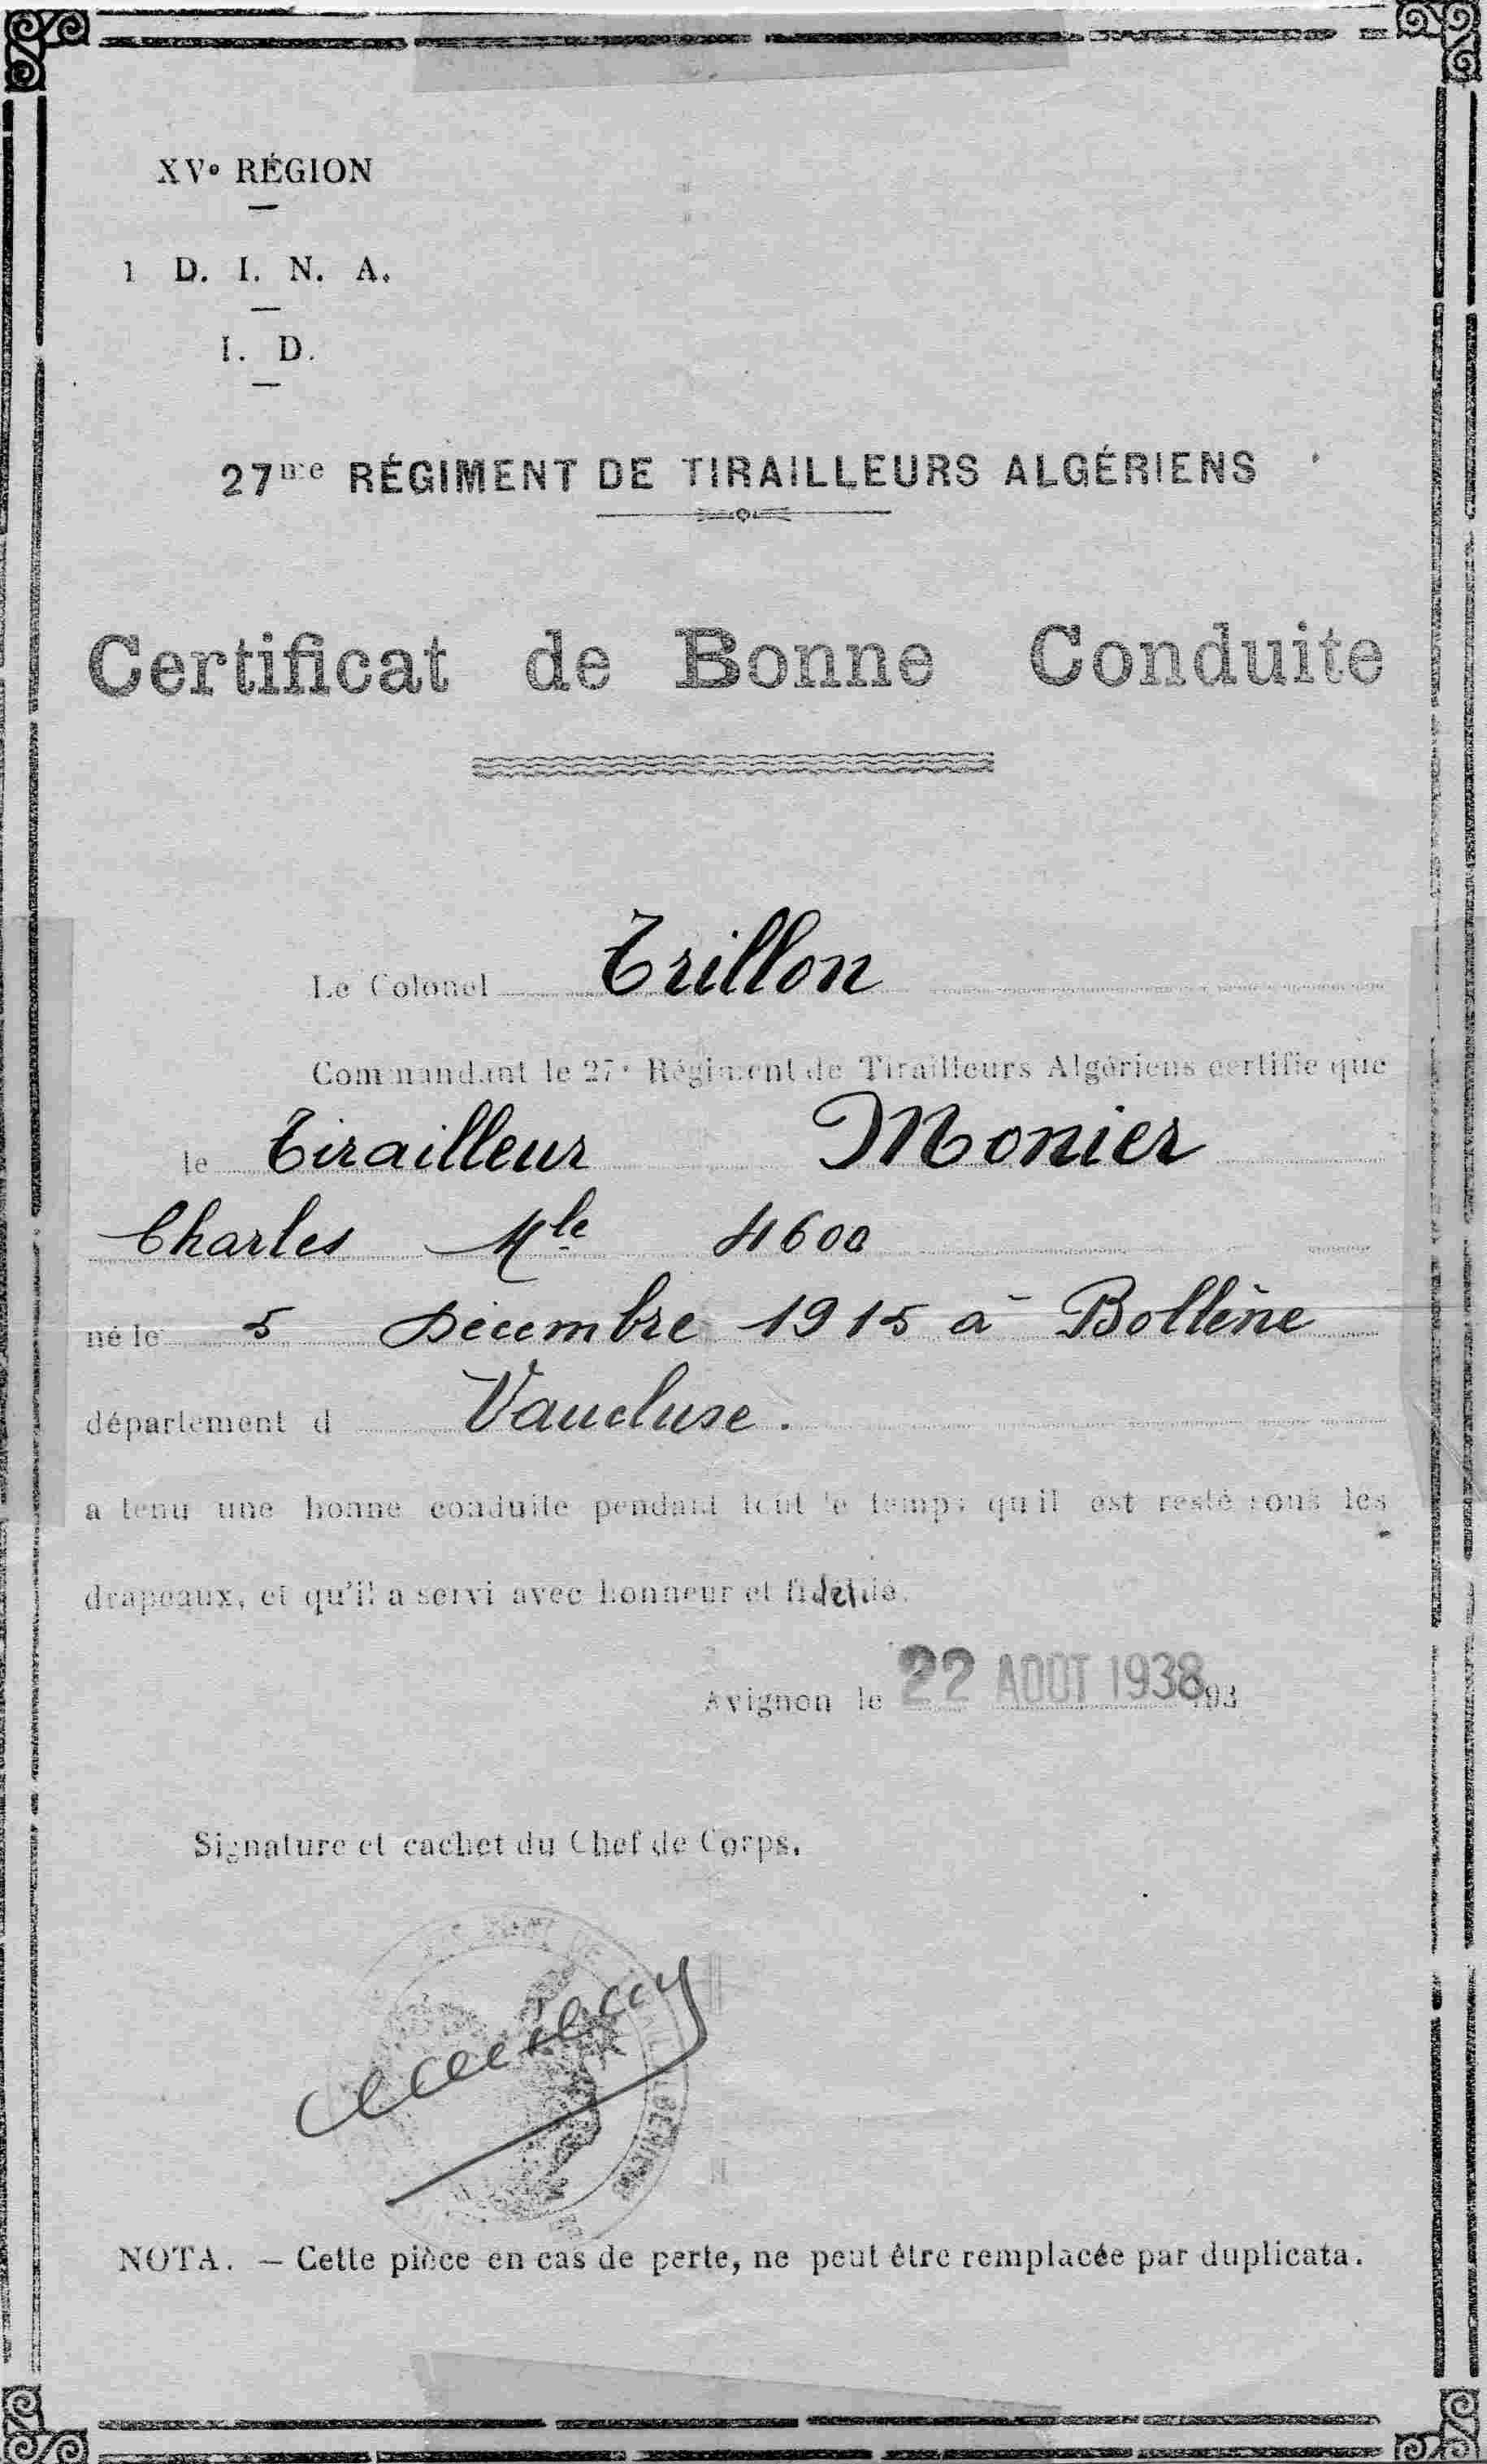 XVe RÉGION
1 D. I. N. A.
I. D.
27me RÉGIMENT DE TIRAILLEURS ALGÉRIENS
Certificat de Bonne Conduite
Le Colonel Trillon
Commandant le 27e Régiment de Tirailleurs Algériens certifie que
le Tirailleur Monier
Charles Mle 4600
né le 5 Décembre 1915 à Bollène
département d Vaucluse.
a tenu une bonne conduite pendant tout le temps qu'il est resté sous les
drapeaux, et qu'il a servi avec honneur et fidélité.
Avignon le 22 AOUT 1938 193
Signature et cachet du Chef de Corps,
NOTA. — Cette pièce en cas de perte, ne peut être remplacée par duplicata.